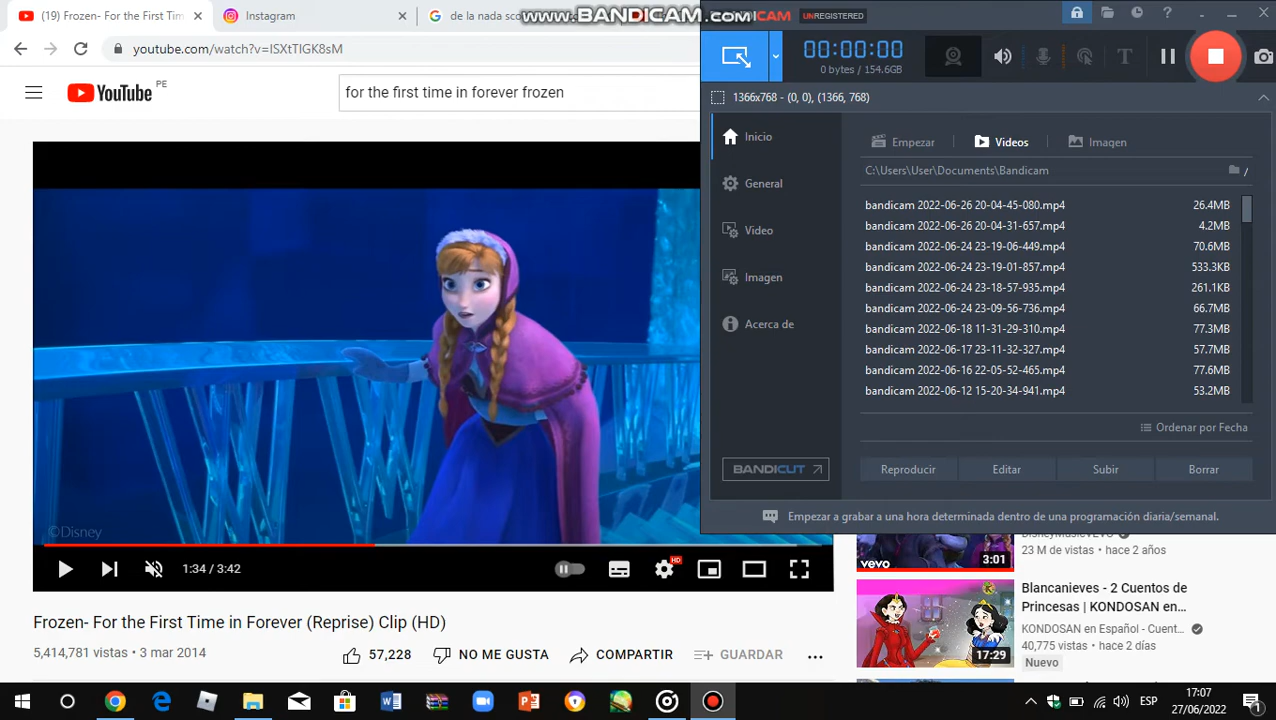 (19) Frozen- For the First Tim
Instagram
de la nada sc
www.BANDICAM.com
UNREGISTERED
youtube.com/watch?v=ISXtTIGK8sM
00:00:00
0 bytes / 154.6GB
YouTube PE
for the first time in forever frozen
1366x768 - (0, 0), (1366, 768)
Inicio
General
Video
Imagen
Acerca de
BANDICUT
Empezar
Videos
Imagen
C:\Users\User\Documents\Bandicam
bandicam 2022-06-26 20-04-45-080.mp4 26.4MB
bandicam 2022-06-26 20-04-31-657.mp4 4.2MB
bandicam 2022-06-24 23-19-06-449.mp4 70.6MB
bandicam 2022-06-24 23-19-01-857.mp4 533.3KB
bandicam 2022-06-24 23-18-57-935.mp4 261.1KB
bandicam 2022-06-24 23-09-56-736.mp4 66.7MB
bandicam 2022-06-18 11-31-29-310.mp4 77.3MB
bandicam 2022-06-17 23-11-32-327.mp4 57.7MB
bandicam 2022-06-16 22-05-52-465.mp4 77.6MB
bandicam 2022-06-12 15-20-34-941.mp4 53.2MB
Ordenar por Fecha
Reproducir
Editar
Subir
Borrar
Empezar a grabar a una hora determinada dentro de una programación diaria/semanal.
©Disney
1:34 / 3:42
HD
Frozen- For the First Time in Forever (Reprise) Clip (HD)
5,414,781 vistas • 3 mar 2014
57,228
NO ME GUSTA
COMPARTIR
GUARDAR
DisneyMusicVEVO
23 M de vistas • hace 2 años
vevo
3:01
Blancanieves - 2 Cuentos de
Princesas | KONDOSAN en...
KONDOSAN en Español - Cuent...
40,775 vistas • hace 2 días
Nuevo
17:29
ESP
17:07
27/06/2022
1